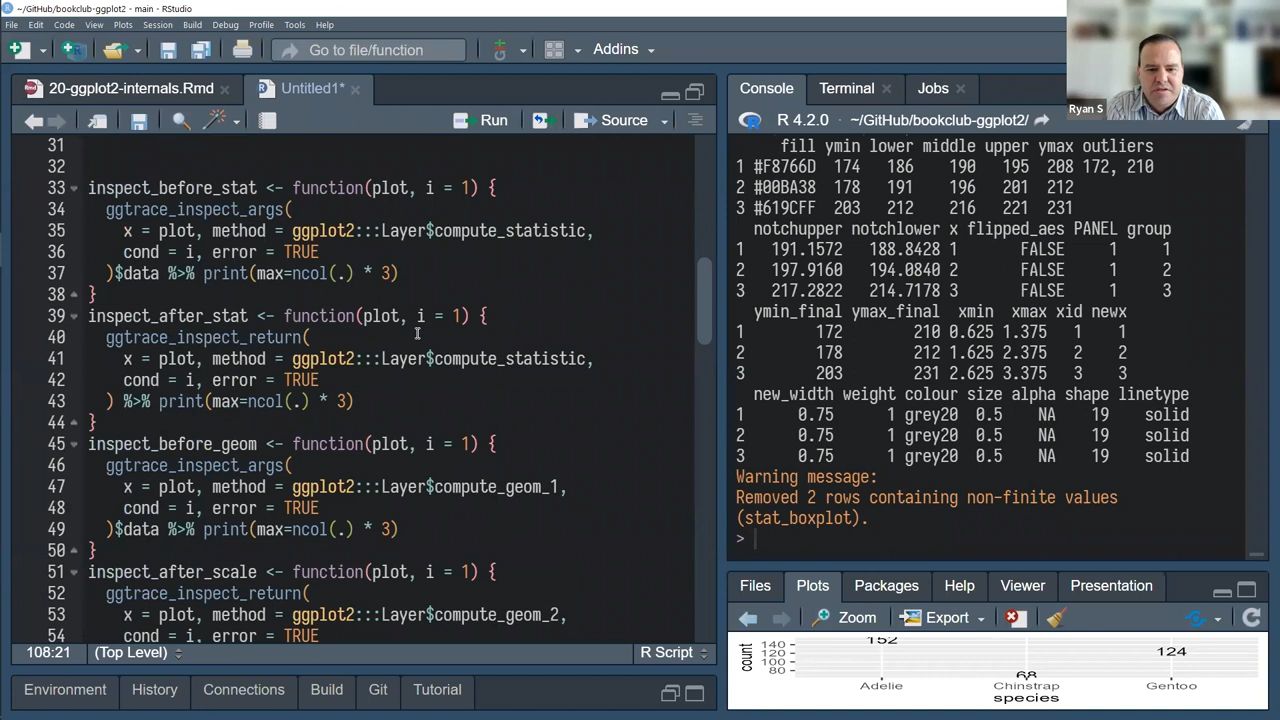 ~/GitHub/bookclub-ggplot2 - main - RStudio
File Edit Code View Plots Session Build Debug Profile Tools Help
Go to file/function
Addins
20-ggplot2-internals.Rmd
Untitled1*
Run
Source
31
32
33 inspect_before_stat <- function(plot, i = 1) {
34 ggtrace_inspect_args(
35 x = plot, method = ggplot2:::Layer$compute_statistic,
36 cond = i, error = TRUE
37 )$data %>% print(max=ncol(.) * 3)
38 }
39 inspect_after_stat <- function(plot, i = 1) {
40 ggtrace_inspect_return(
41 x = plot, method = ggplot2:::Layer$compute_statistic,
42 cond = i, error = TRUE
43 ) %>% print(max=ncol(.) * 3)
44 }
45 inspect_before_geom <- function(plot, i = 1) {
46 ggtrace_inspect_args(
47 x = plot, method = ggplot2:::Layer$compute_geom_1,
48 cond = i, error = TRUE
49 )$data %>% print(max=ncol(.) * 3)
50 }
51 inspect_after_scale <- function(plot, i = 1) {
52 ggtrace_inspect_return(
53 x = plot, method = ggplot2:::Layer$compute_geom_2,
54 cond = i, error = TRUE
108:21 (Top Level) R Script
Environment History Connections Build Git Tutorial
Ryan S
Console Terminal Jobs
R 4.2.0 · ~/GitHub/bookclub-ggplot2/
fill ymin lower middle upper ymax outliers
1 #F8766D 174 186 190 195 208 172, 210
2 #00BA38 178 191 196 201 212
3 #619CFF 203 212 216 221 231
notchupper notchlower x flipped_aes PANEL group
1 191.1572 188.8428 1 FALSE 1 1
2 197.9160 194.0840 2 FALSE 1 2
3 217.2822 214.7178 3 FALSE 1 3
ymin_final ymax_final xmin xmax xid newx
1 172 210 0.625 1.375 1 1
2 178 212 1.625 2.375 2 2
3 203 231 2.625 3.375 3 3
new_width weight colour size alpha shape linetype
1 0.75 1 grey20 0.5 NA 19 solid
2 0.75 1 grey20 0.5 NA 19 solid
3 0.75 1 grey20 0.5 NA 19 solid
Warning message:
Removed 2 rows containing non-finite values
(stat_boxplot).
>
Files Plots Packages Help Viewer Presentation
Zoom Export
count
140
120
100
80
152
68
124
Adelie Chinstrap Gentoo
species